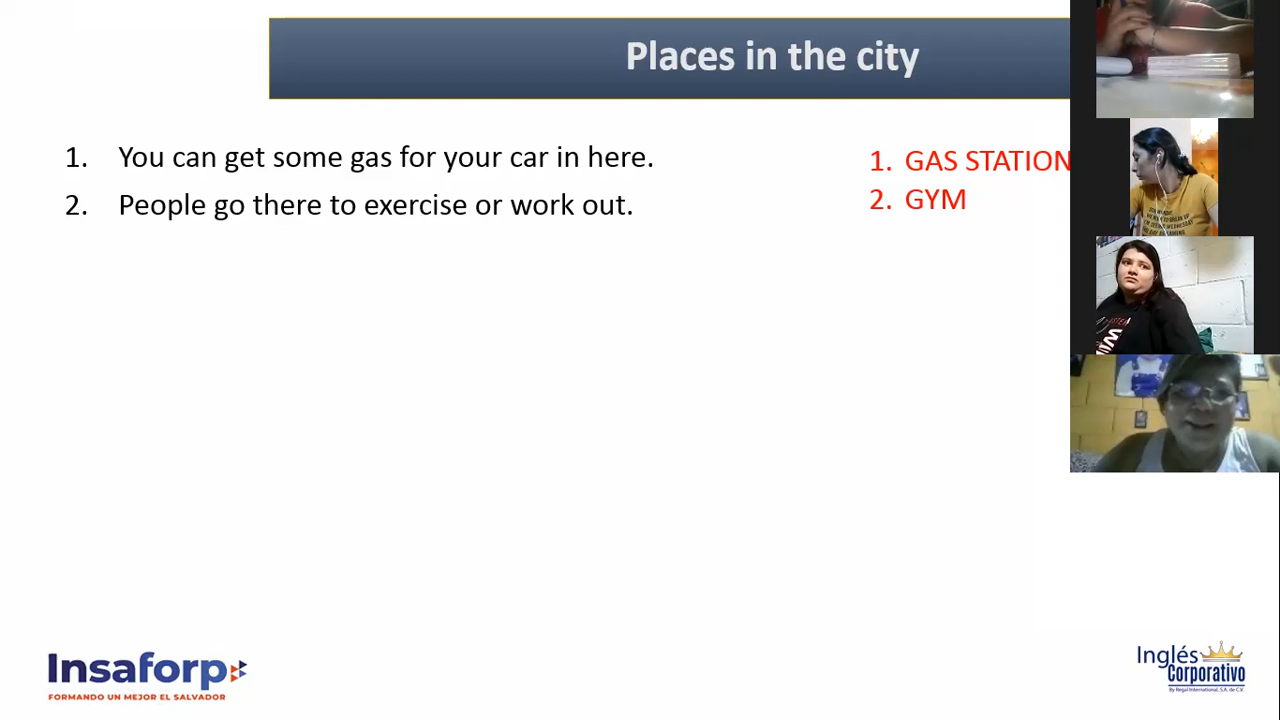 Places in the city
1. You can get some gas for your car in here.
2. People go there to exercise or work out.
1. GAS STATION
2. GYM
Insaforp
FORMANDO UN MEJOR EL SALVADOR
Inglés
Corporativo
By Regal International, S.A. de C.V.